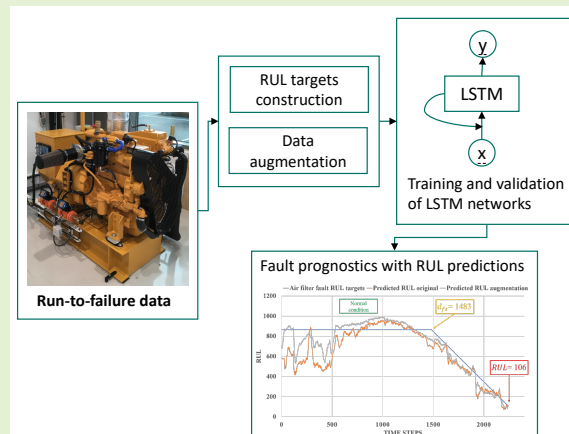 RUL targets
construction
Data
augmentation
y
LSTM
x
Training and validation
of LSTM networks
Run-to-failure data
Fault prognostics with RUL predictions
Air filter fault RUL targets Predicted RUL original Predicted RUL augmentation
1200
1000
800
600
400
200
0
RUL
Normal
condition
= 1483
RUL= 106
0 500 1000 1500 2000
TIME STEPS